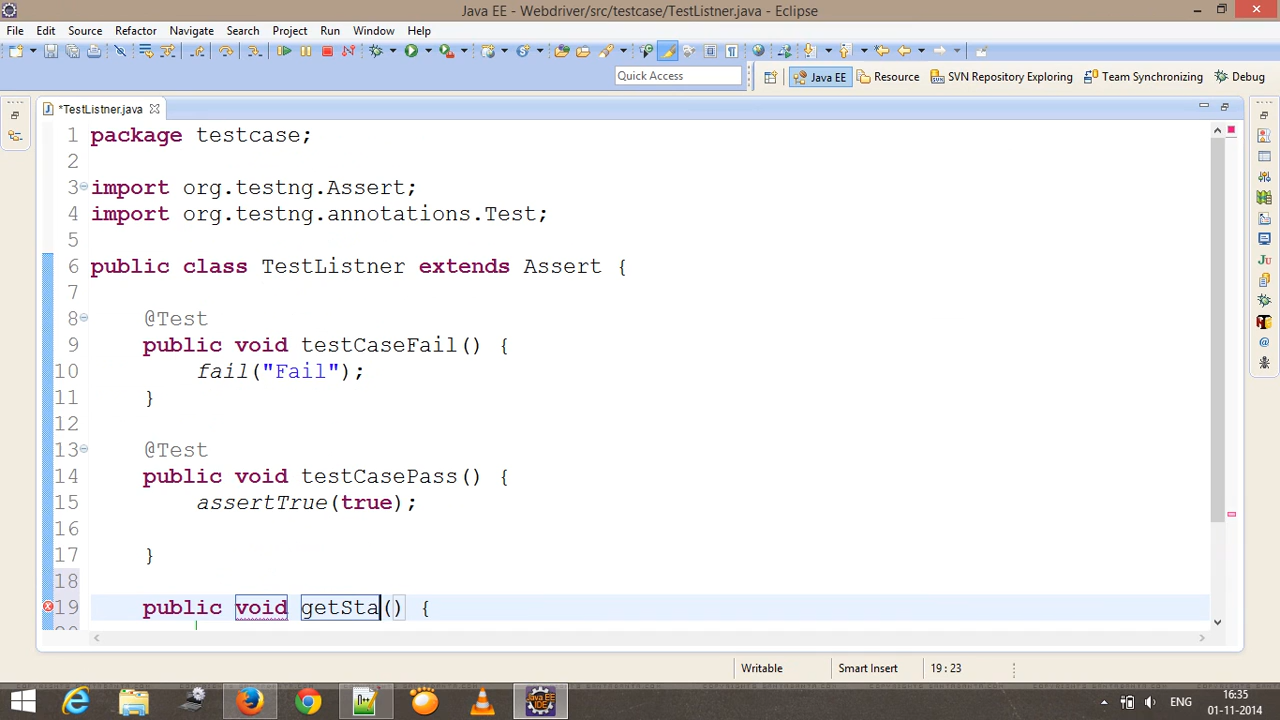 Java EE - Webdriver/src/testcase/TestListner.java - Eclipse
File Edit Source Refactor Navigate Search Project Run Window Help
Quick Access
Java EE Resource SVN Repository Exploring Team Synchronizing Debug
*TestListner.java
1 package testcase;
2
3 import org.testng.Assert;
4 import org.testng.annotations.Test;
5
6 public class TestListner extends Assert {
7
8 @Test
9 public void testCaseFail() {
10 fail("Fail");
11 }
12
13 @Test
14 public void testCasePass() {
15 assertTrue(true);
16
17 }
18
19 public void getSta() {
Writable Smart Insert 19 : 23
ENG 16:35
01-11-2014